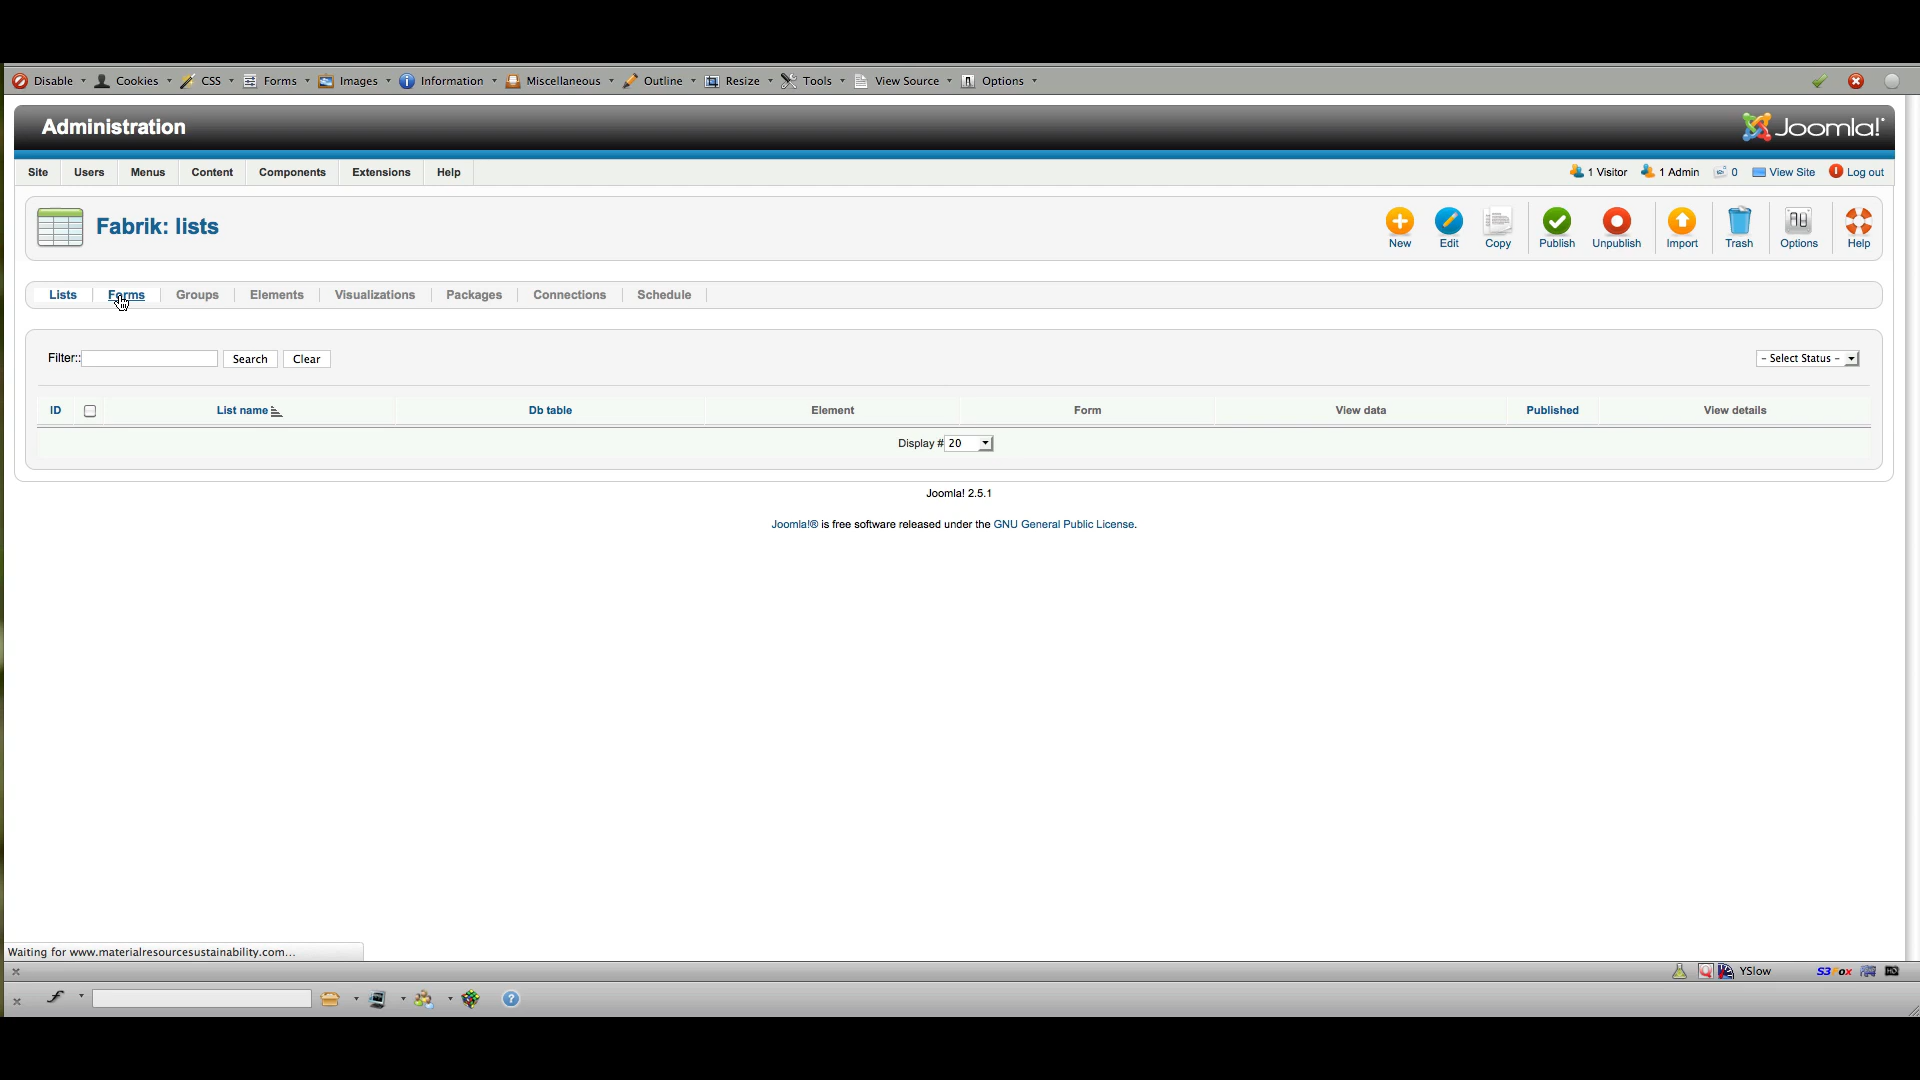 Disable Cookies CSS Forms Images Information Miscellaneous Outline Resize Tools View Source Options
Administration
Joomla!
Site Users Menus Content Components Extensions Help
1 Visitor 1 Admin 0 View Site Log out
Fabrik: lists
New Edit Copy Publish Unpublish Import Trash Options Help
Lists Forms Groups Elements Visualizations Packages Connections Schedule
Filter:: Search Clear
- Select Status -
ID List name Db table Element Form View data Published View details
Display # 20
Joomla! 2.5.1
Joomla!® is free software released under the GNU General Public License.
Waiting for www.materialresourcesustainability.com...
YSlow S3Fox